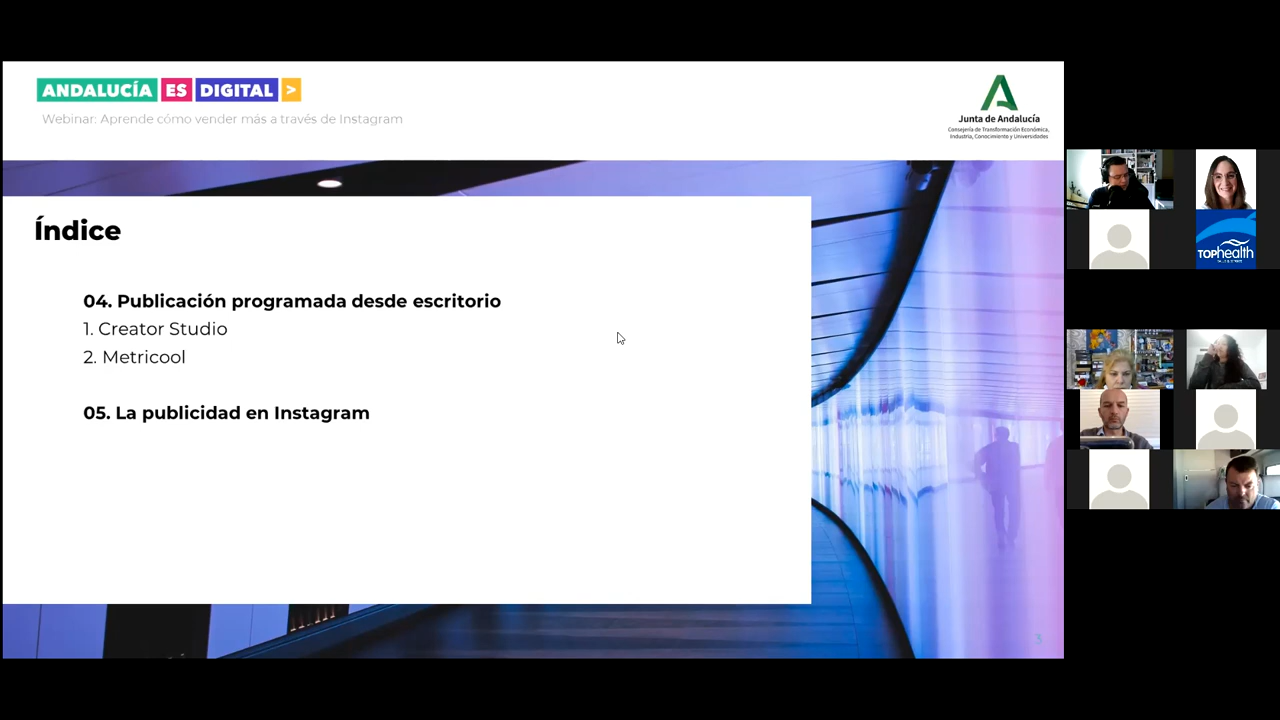 ANDALUCÍA ES DIGITAL >
Webinar: Aprende cómo vender más a través de Instagram
Junta de Andalucía
Consejería de Transformación Económica,
Industria, Conocimiento y Universidades
Índice
04. Publicación programada desde escritorio
1. Creator Studio
2. Metricool
05. La publicidad en Instagram
3
TOPhealth